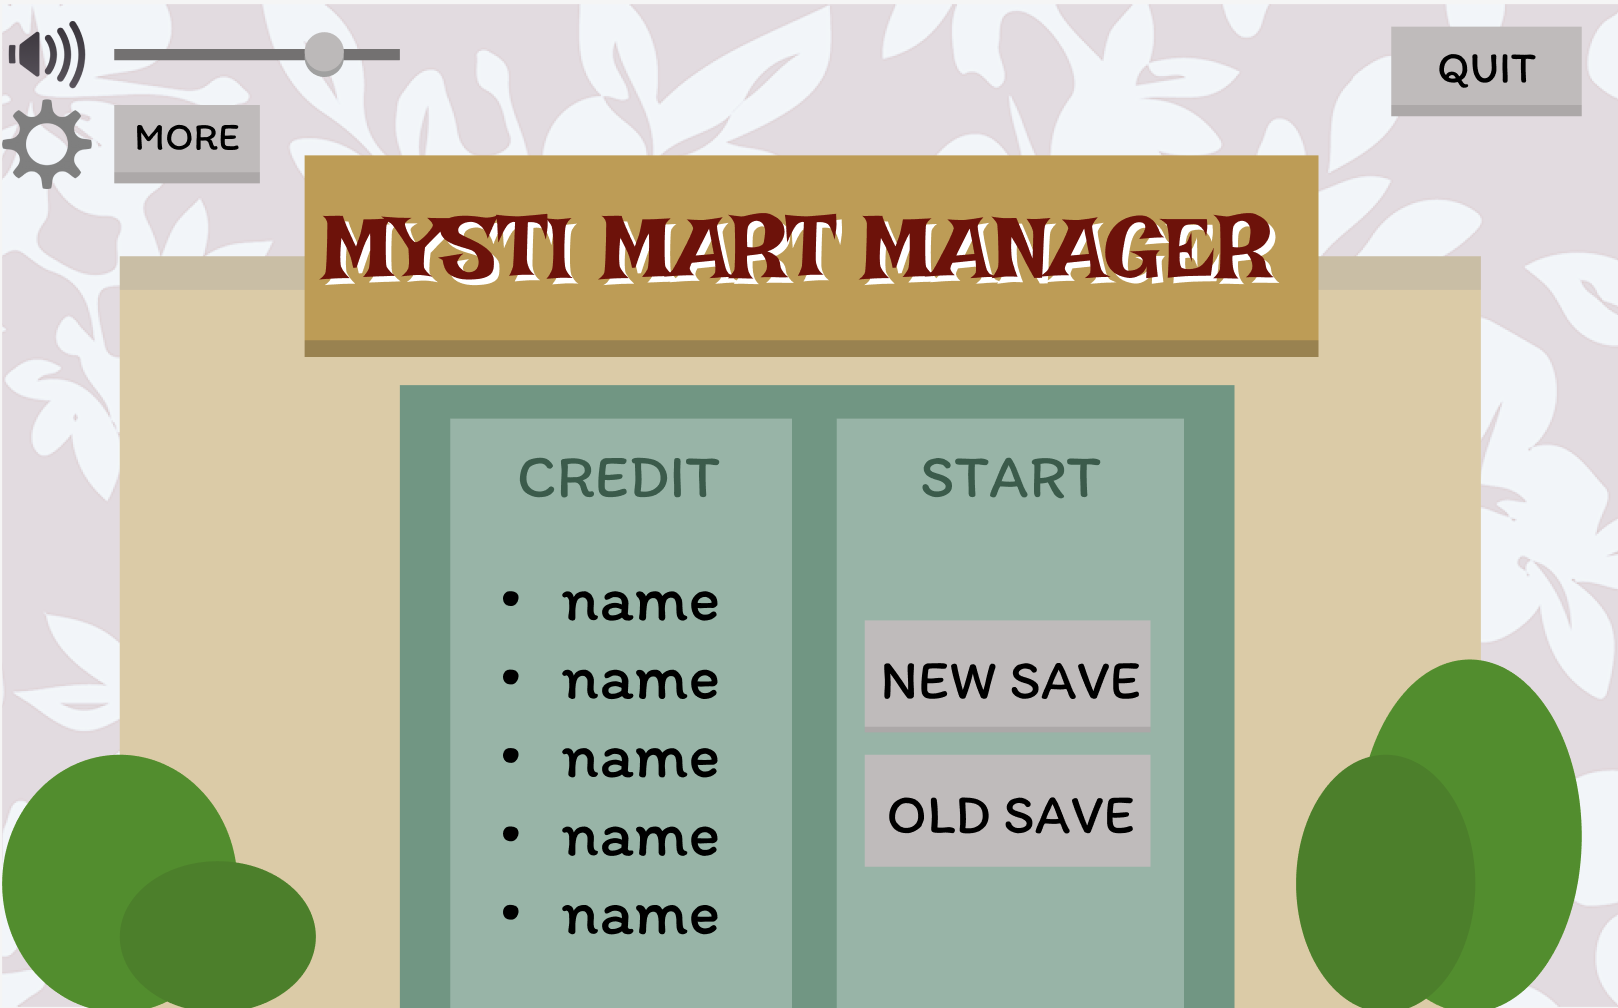 QUIT
MORE
MYSTI MART MANAGER
CREDIT
• name
• name
• name
• name
• name
START
NEW SAVE
OLD SAVE